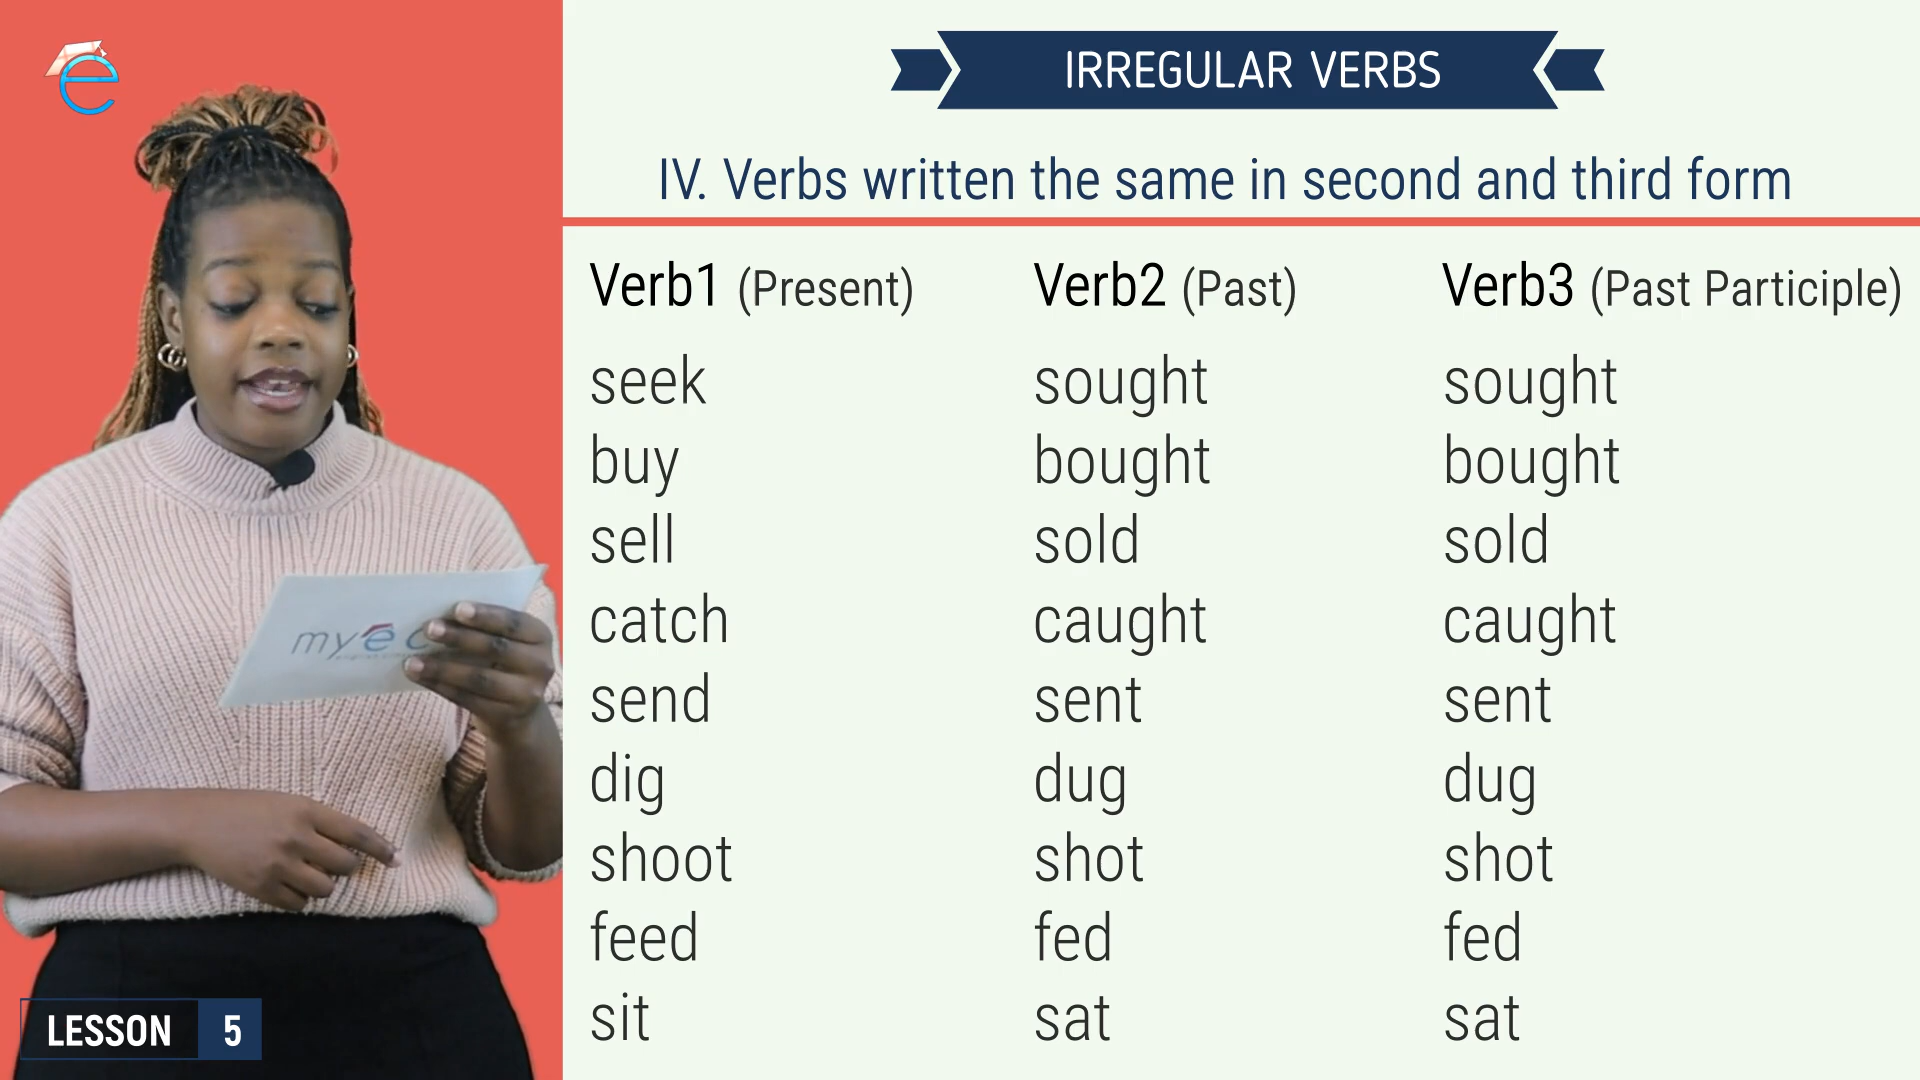 IRREGULAR VERBS
IV. Verbs written the same in second and third form
Verb1 (Present) Verb2 (Past) Verb3 (Past Participle)
seek sought sought
buy bought bought
sell sold sold
catch caught caught
send sent sent
dig dug dug
shoot shot shot
feed fed fed
sit sat sat
mye
LESSON 5